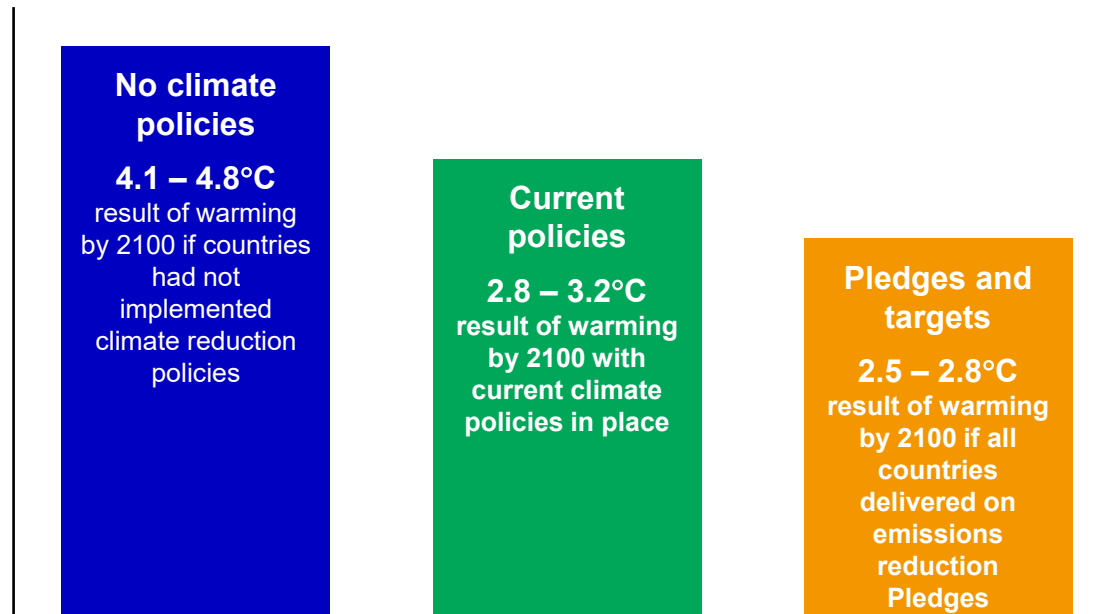 No climate
policies
4.1 – 4.8°C
result of warming
by 2100 if countries
had not
implemented
climate reduction
policies
Current
policies
2.8 – 3.2°C
result of warming
by 2100 with
current climate
policies in place
Pledges and
targets
2.5 – 2.8°C
result of warming
by 2100 if all
countries
delivered on
emissions
reduction
Pledges